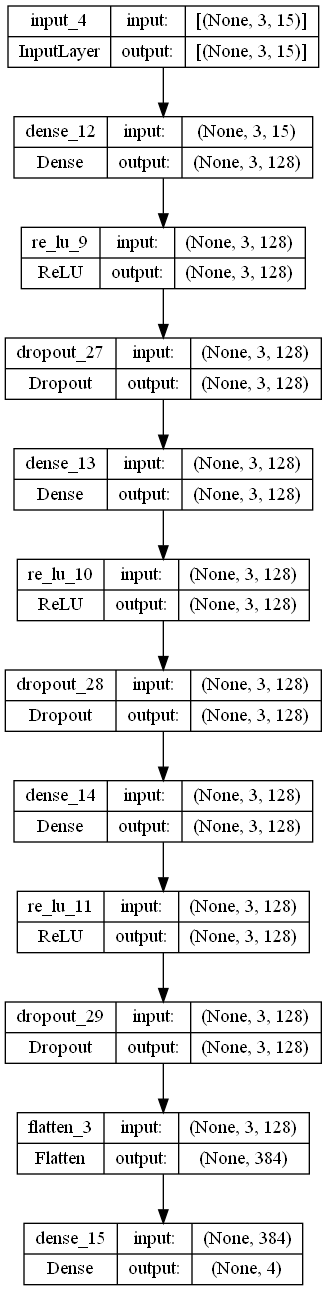 input_4 input: [(None, 3, 15)]
InputLayer output: [(None, 3, 15)]
dense_12 input: (None, 3, 15)
Dense output: (None, 3, 128)
re_lu_9 input: (None, 3, 128)
ReLU output: (None, 3, 128)
dropout_27 input: (None, 3, 128)
Dropout output: (None, 3, 128)
dense_13 input: (None, 3, 128)
Dense output: (None, 3, 128)
re_lu_10 input: (None, 3, 128)
ReLU output: (None, 3, 128)
dropout_28 input: (None, 3, 128)
Dropout output: (None, 3, 128)
dense_14 input: (None, 3, 128)
Dense output: (None, 3, 128)
re_lu_11 input: (None, 3, 128)
ReLU output: (None, 3, 128)
dropout_29 input: (None, 3, 128)
Dropout output: (None, 3, 128)
flatten_3 input: (None, 3, 128)
Flatten output: (None, 384)
dense_15 input: (None, 384)
Dense output: (None, 4)